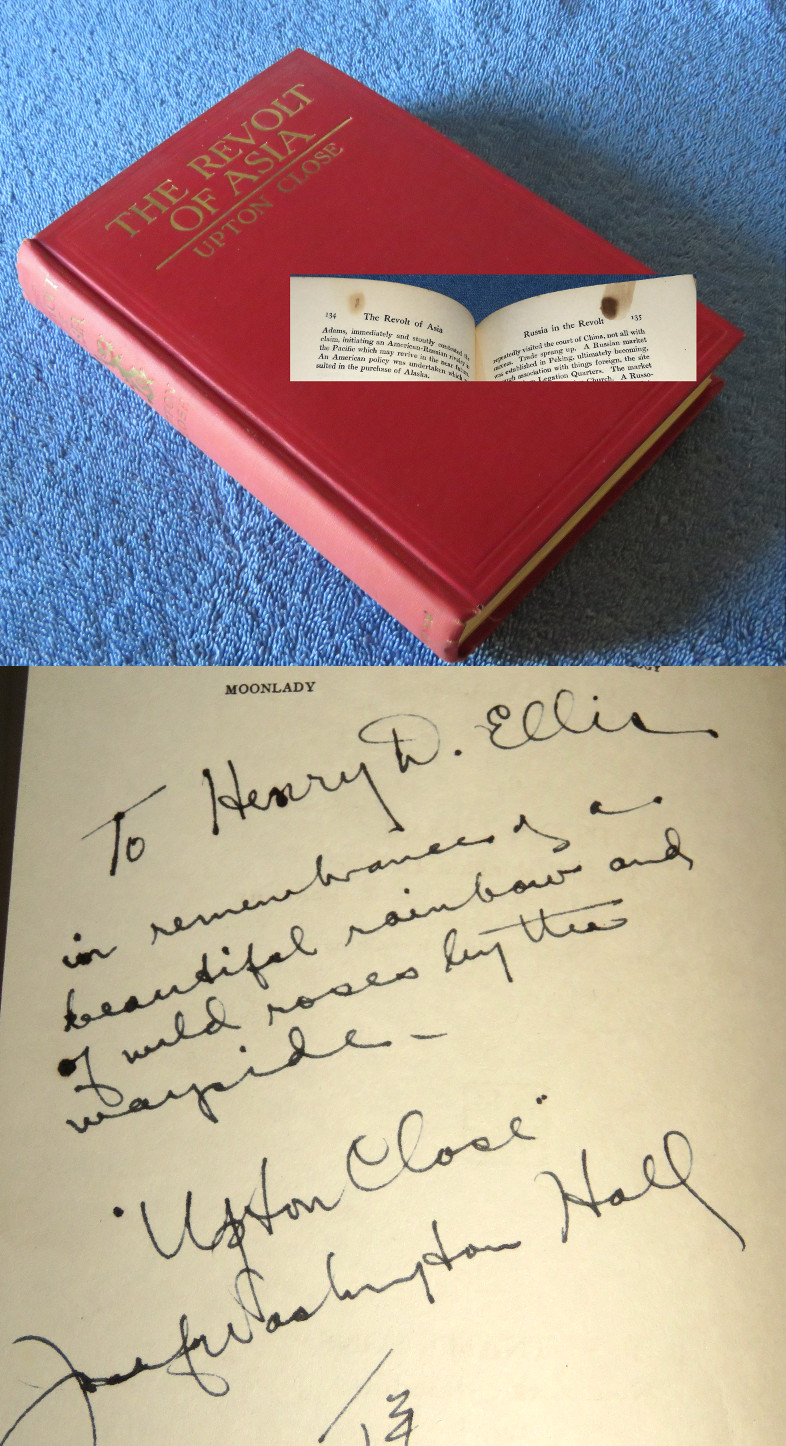 THE REVOLT
OF ASIA
UPTON CLOSE
134
The Revolt of Asia
Adams, immediately and stoutly contested the
claim, initiating an American-Russian rivalry
the Pacific which may revive in the near future.
An American policy was undertaken which
sulted in the purchase of Alaska.
Russia in the Revolt
135
repeatedly visited the court of China, not all with
success. Trade sprang up. A Russian market
was established in Peking, ultimately becoming,
association with things foreign, the site
Legation Quarters. The market
Church. A Russo-
MOONLADY
To Henry D. Ellis
in remembrance of a
beautiful rainbow and
of wild roses by the
wayside –
"Upton Close"
Josef Washington Hall